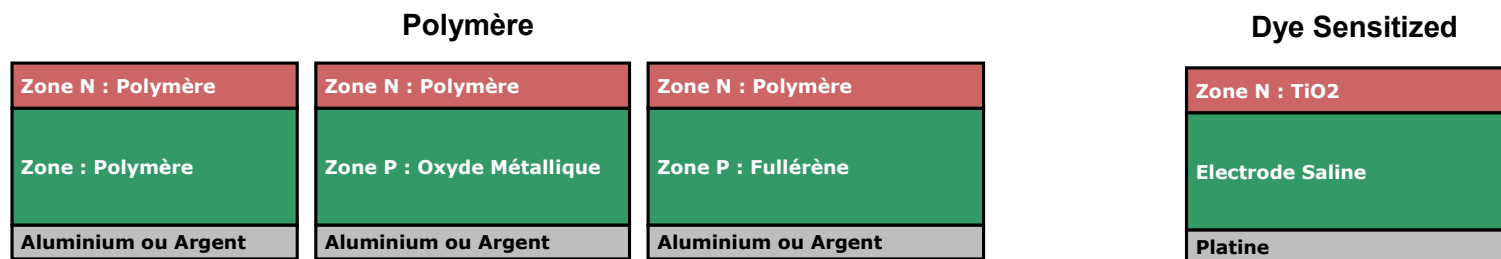 Polymère
Dye Sensitized
Zone N : Polymère
Zone : Polymère
Aluminium ou Argent
Zone N : Polymère
Zone P : Oxyde Métallique
Aluminium ou Argent
Zone N : Polymère
Zone P : Fullérène
Aluminium ou Argent
Zone N : TiO2
Electrode Saline
Platine